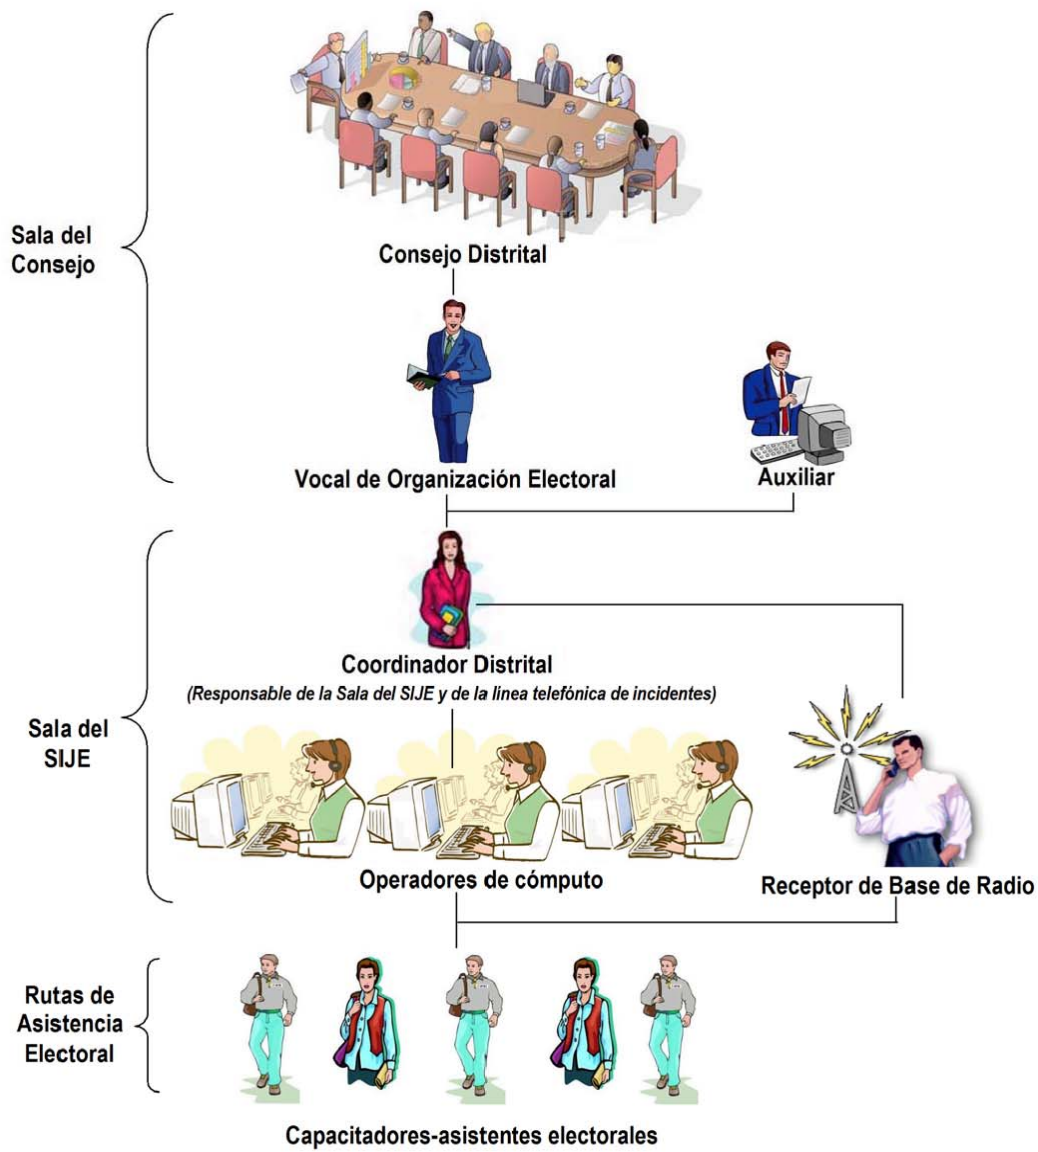 Sala del
Consejo
Consejo Distrital
Vocal de Organización Electoral
Auxiliar
Coordinador Distrital
(Responsable de la Sala del SIJE y de la línea telefónica de incidentes)
Sala del
SIJE
Operadores de cómputo
Receptor de Base de Radio
Rutas de
Asistencia
Electoral
Capacitadores-asistentes electorales